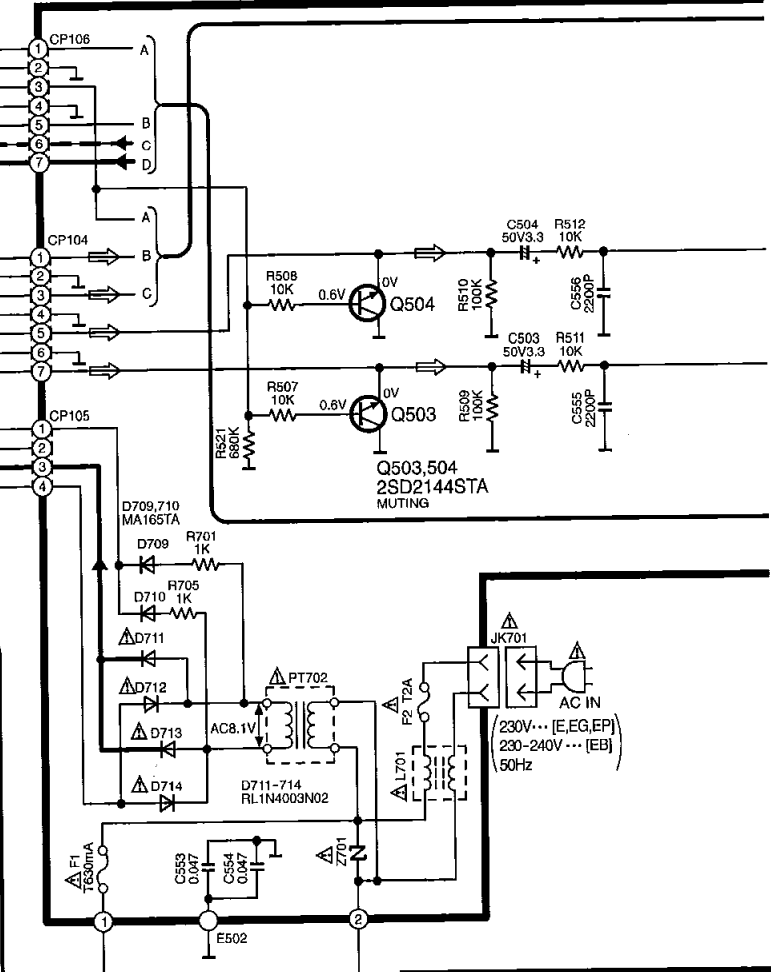 CP106
1
A
2
3
4
5
B
6
C
7
D
A
CP104
1
B
2
3
C
4
5
6
7
R508
10K
0.6V
0V
Q504
R510
100K
C504
50V3.3
+
R512
10K
C556
2200P
R507
10K
0.6V
0V
Q503
R521
680K
R509
100K
C503
50V3.3
+
R511
10K
C555
2200P
Q503,504
2SD2144STA
MUTING
CP105
1
2
3
4
D709,710
MA165TA
D709
R701
1K
D710
R705
1K
D711
D712
D713
D714
PT702
AC8.1V
D711-714
RL1N4003N02
F2 T2A
L701
JK701
AC IN
230V··· [E,EG,EP]
230-240V ··· [EB]
50Hz
F1
T630mA
C553
0.047
C554
0.047
Z701
1
E502
2